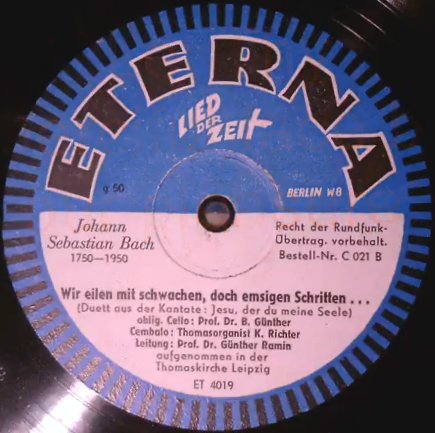 ETERNA
LIED
DER
ZEIT
g 50
BERLIN W8
Johann
Sebastian Bach
1750—1950
Recht der Rundfunk-
Übertrag. vorbehalt.
Bestell-Nr. C 021 B
Wir eilen mit schwachen, doch emsigen Schritten ...
(Duett aus der Kantate: Jesu, der du meine Seele)
oblig. Cello: Prof. Dr. B. Günther
Cembalo: Thomasorganist K. Richter
Leitung: Prof. Dr. Günther Ramin
aufgenommen in der
Thomaskirche Leipzig
ET 4019